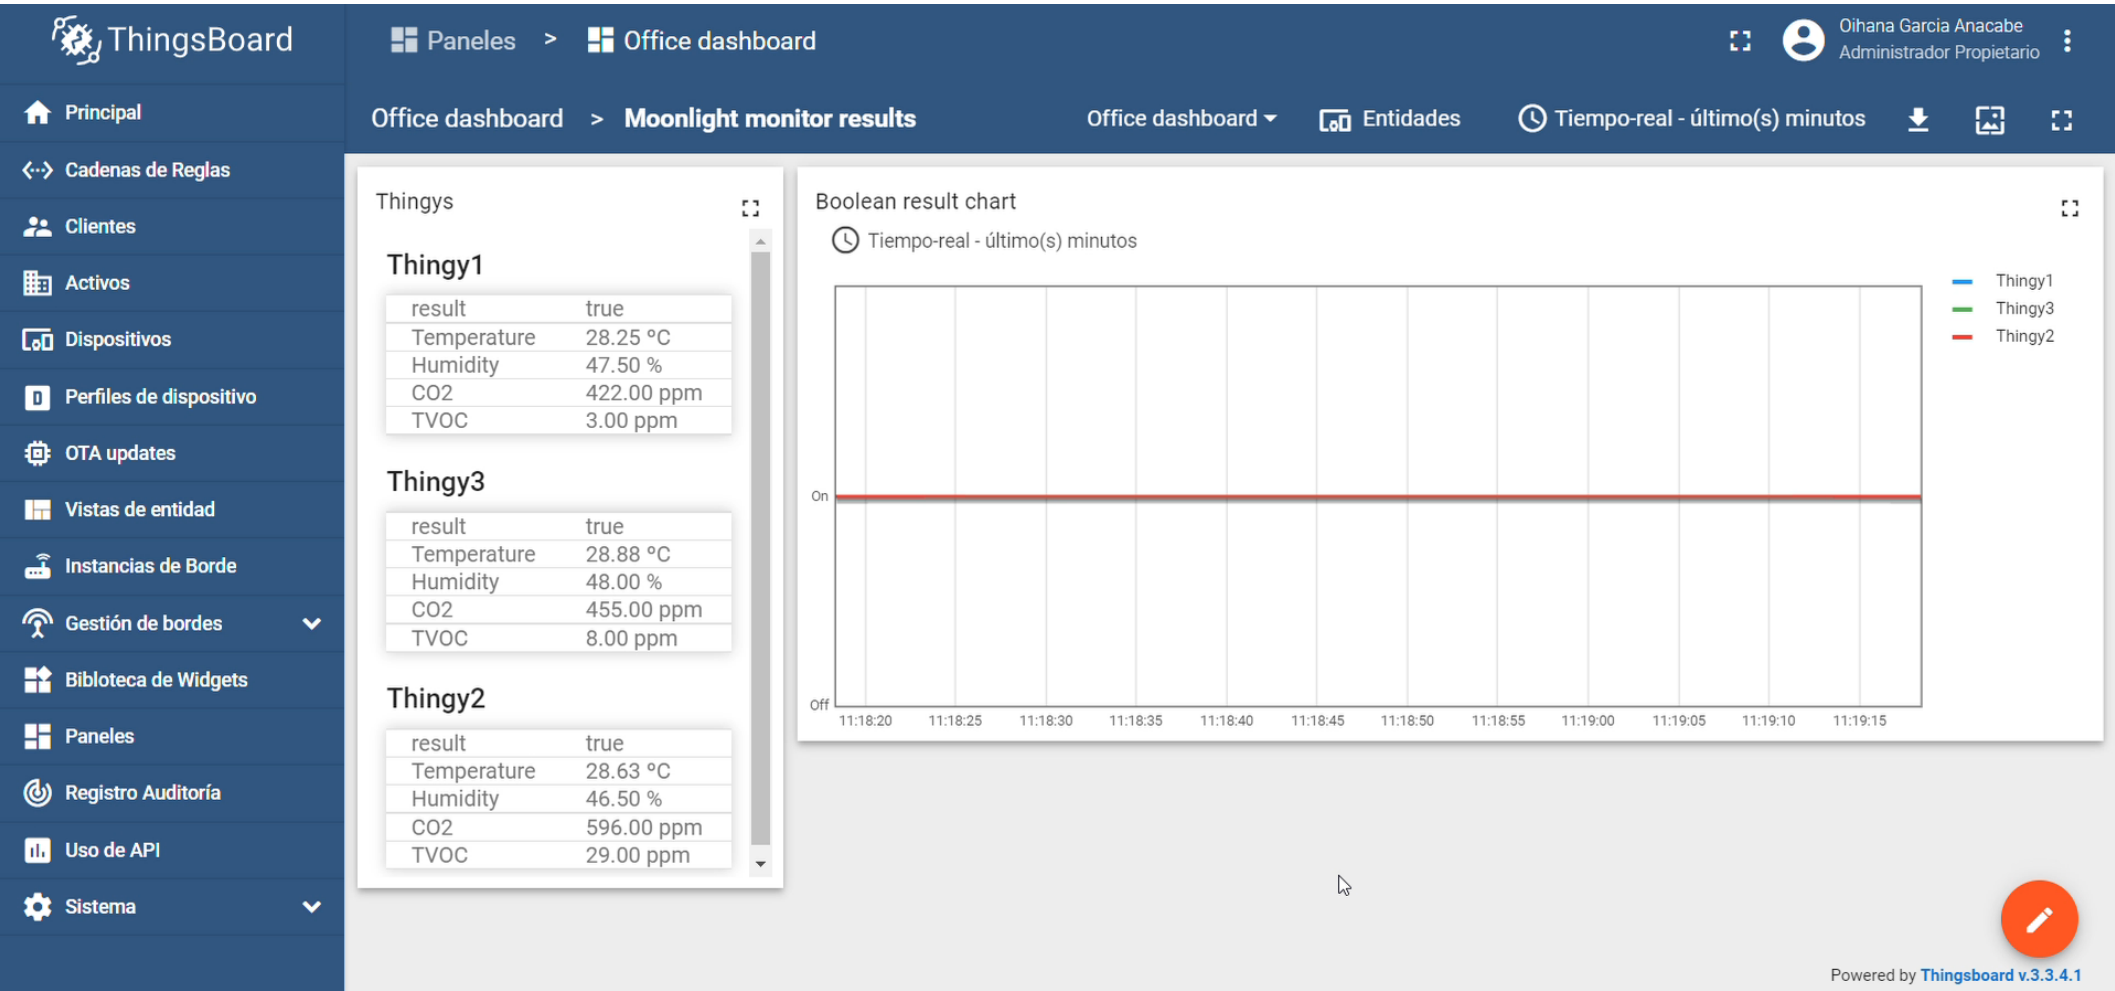 ThingsBoard
Paneles > Office dashboard
Oihana Garcia Anacabe
Administrador Propietario
Principal
Cadenas de Reglas
Clientes
Activos
Dispositivos
Perfiles de dispositivo
OTA updates
Vistas de entidad
Instancias de Borde
Gestión de bordes
Bibloteca de Widgets
Paneles
Registro Auditoría
Uso de API
Sistema
Office dashboard > Moonlight monitor results
Office dashboard
Entidades
Tiempo-real - último(s) minutos
Thingys
Thingy1
result true
Temperature 28.25 ºC
Humidity 47.50 %
CO2 422.00 ppm
TVOC 3.00 ppm
Thingy3
result true
Temperature 28.88 ºC
Humidity 48.00 %
CO2 455.00 ppm
TVOC 8.00 ppm
Thingy2
result true
Temperature 28.63 ºC
Humidity 46.50 %
CO2 596.00 ppm
TVOC 29.00 ppm
Boolean result chart
Tiempo-real - último(s) minutos
Thingy1
Thingy3
Thingy2
On
Off
11:18:20 11:18:25 11:18:30 11:18:35 11:18:40 11:18:45 11:18:50 11:18:55 11:19:00 11:19:05 11:19:10 11:19:15
Powered by Thingsboard v.3.3.4.1